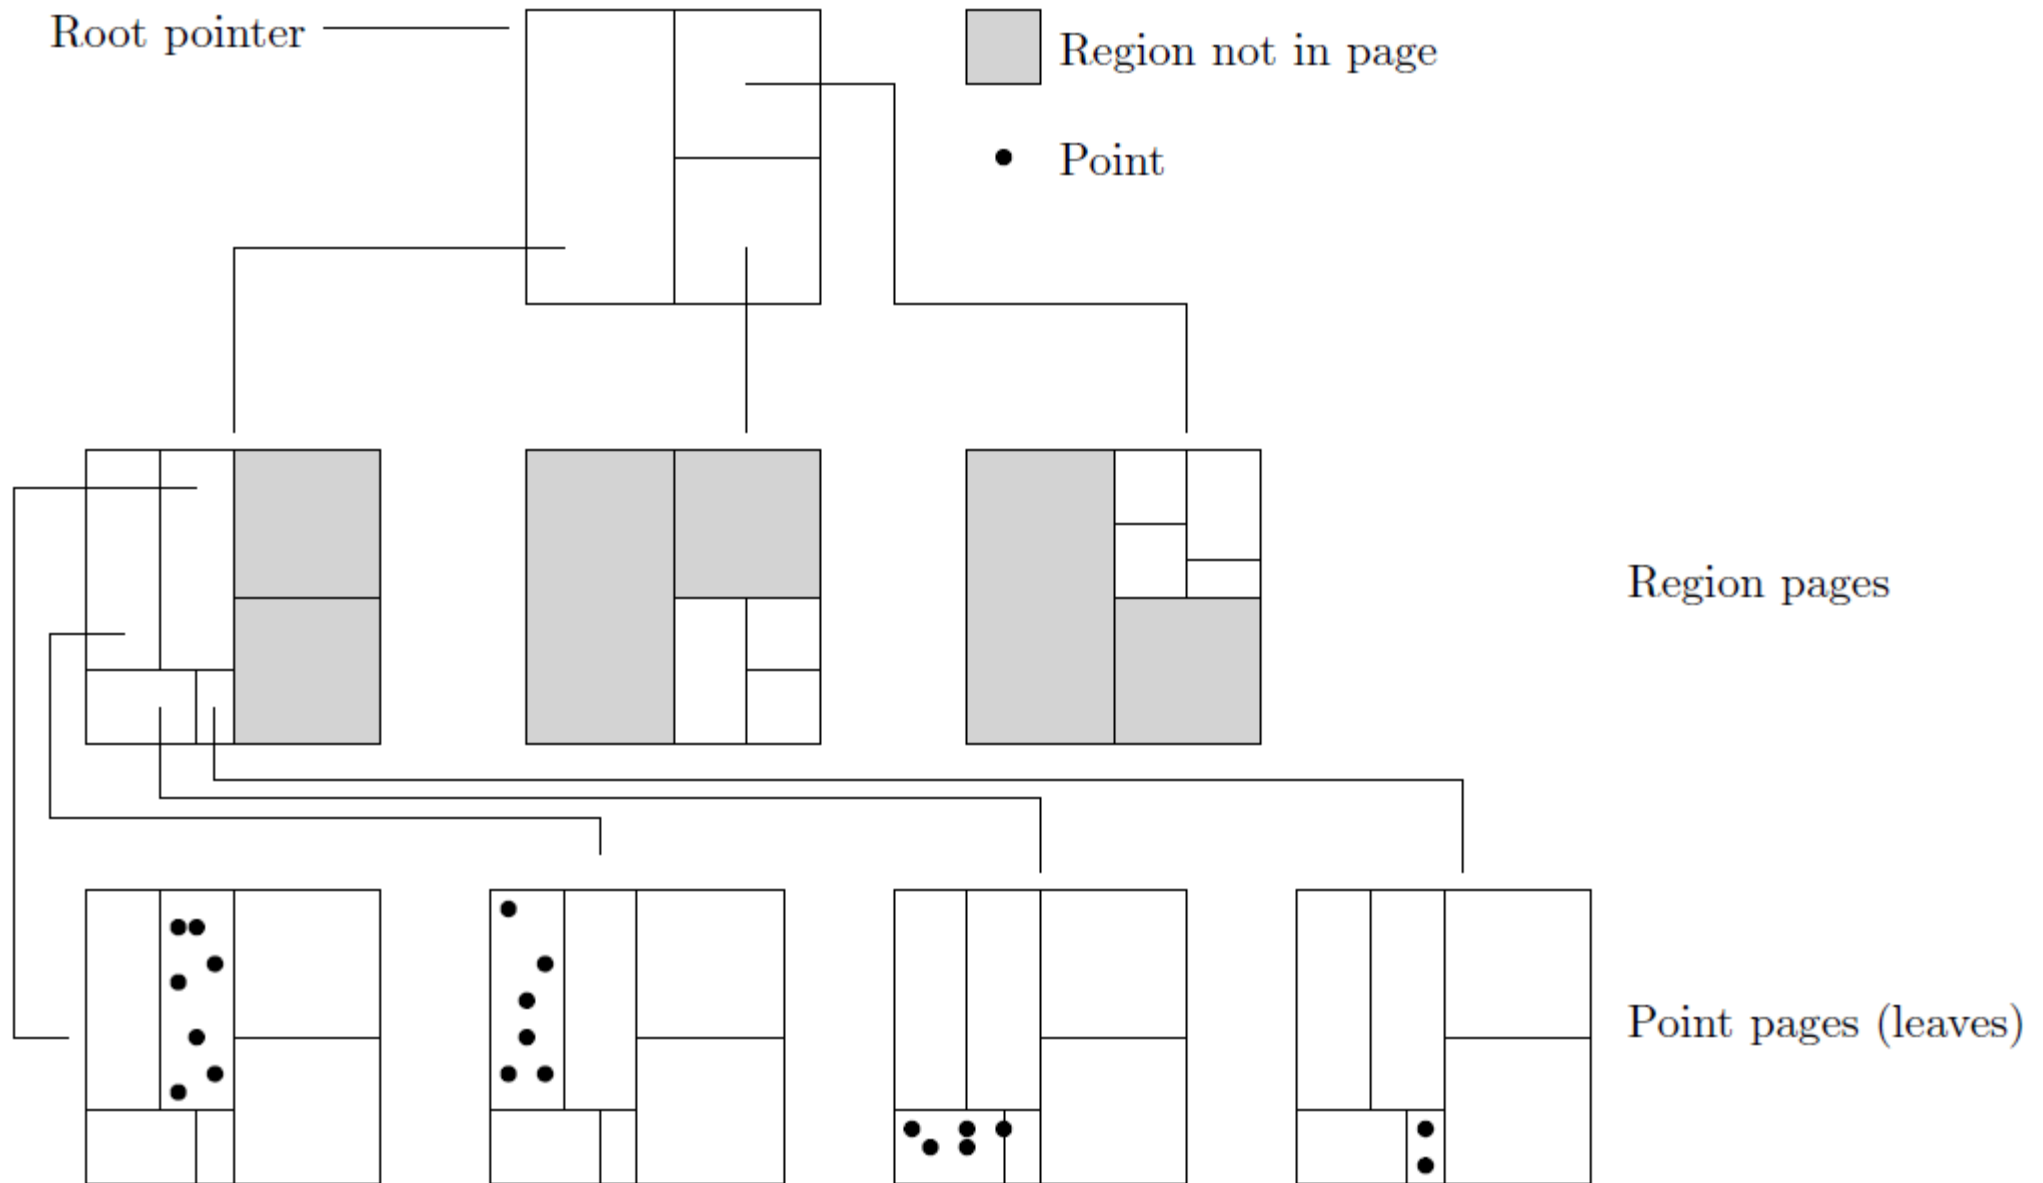 Root pointer
Region not in page
Point
Region pages
Point pages (leaves)